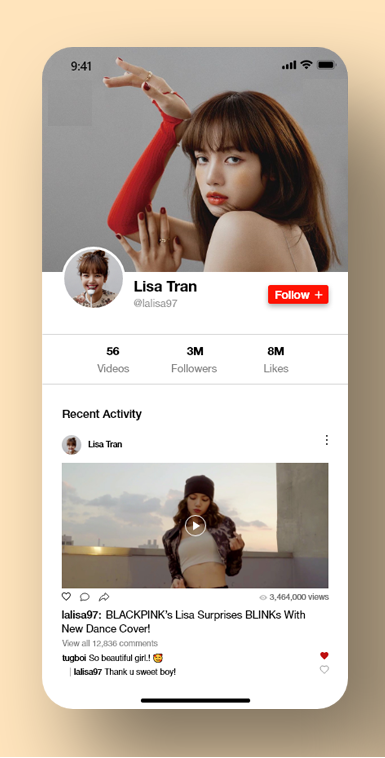 9:41
Lisa Tran
@lalisa97
Follow +
56 3M 8M
Videos Followers Likes
Recent Activity
Lisa Tran
3,464,000 views
lalisa97: BLACKPINK's Lisa Surprises BLINKs With
New Dance Cover!
View all 12,836 comments
tugboi So beautiful girl.! 🥰
lalisa97 Thank u sweet boy!